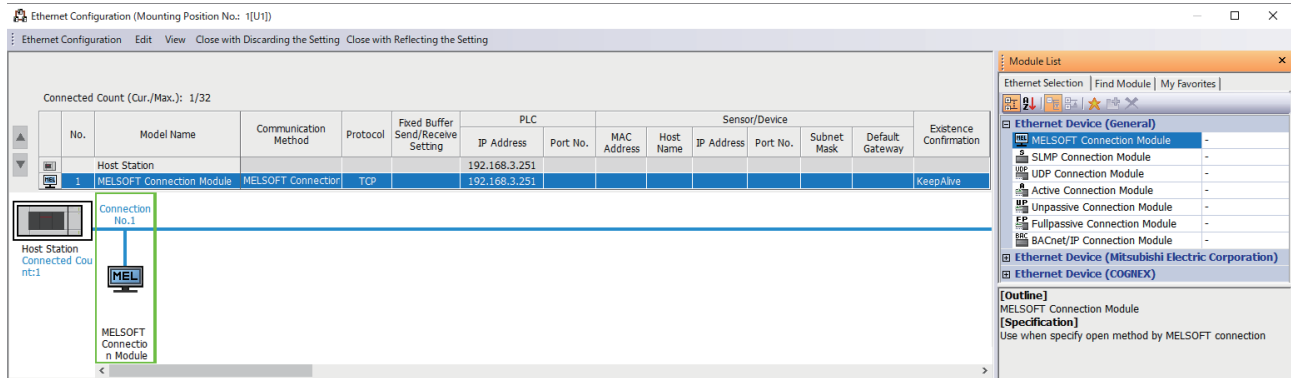 Ethernet Configuration (Mounting Position No.: 1[U1])
Ethernet Configuration Edit View Close with Discarding the Setting Close with Reflecting the Setting
Connected Count (Cur./Max.): 1/32
No. Model Name Communication Method Protocol Fixed Buffer Send/Receive Setting PLC Sensor/Device Existence Confirmation
IP Address Port No. MAC Address Host Name IP Address Port No. Subnet Mask Default Gateway
Host Station 192.168.3.251
1 MELSOFT Connection Module MELSOFT Connection TCP 192.168.3.251 KeepAlive
Connection
No.1
Host Station
Connected Cou
nt:1
MEL
MELSOFT
Connectio
n Module
Module List
Ethernet Selection Find Module My Favorites
Ethernet Device (General)
MELSOFT Connection Module -
SLMP Connection Module -
UDP Connection Module -
Active Connection Module -
Unpassive Connection Module -
Fullpassive Connection Module -
BACnet/IP Connection Module -
Ethernet Device (Mitsubishi Electric Corporation)
Ethernet Device (COGNEX)
[Outline]
MELSOFT Connection Module
[Specification]
Use when specify open method by MELSOFT connection